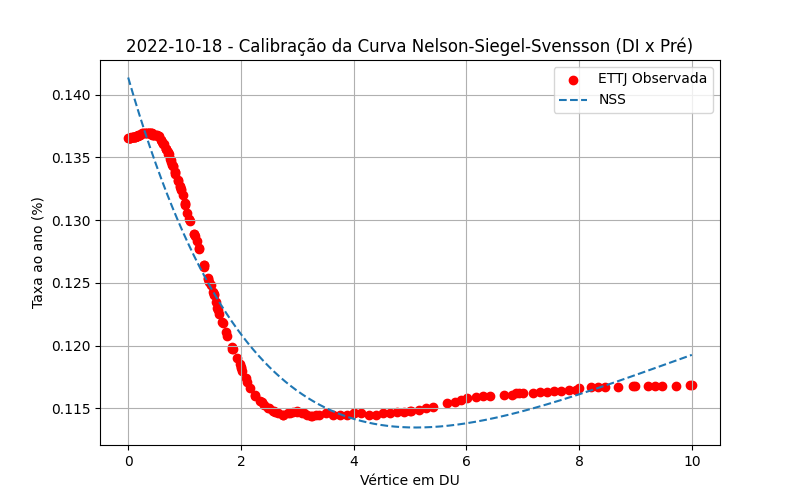 2022-10-18 - Calibração da Curva Nelson-Siegel-Svensson (DI x Pré)
ETTJ Observada
NSS
0.140
0.135
0.130
0.125
0.120
0.115
Taxa ao ano (%)
0
2
4
6
8
10
Vértice em DU